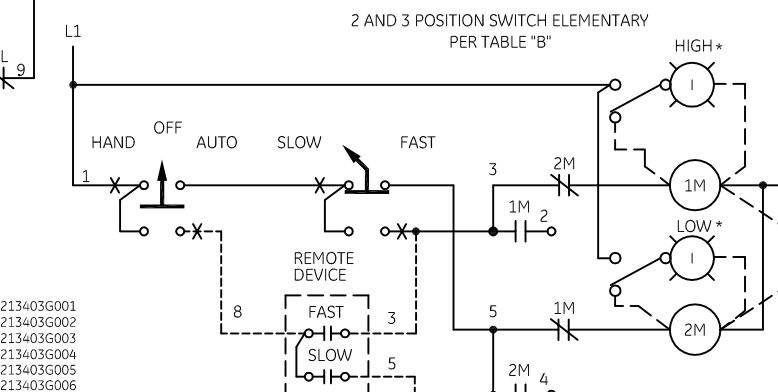 2 AND 3 POSITION SWITCH ELEMENTARY
PER TABLE "B"
L1
L
9
HIGH *
I
HAND
OFF
AUTO
SLOW
FAST
1
3
2M
1M
1M
2
LOW *
I
REMOTE
DEVICE
8
FAST
3
5
1M
2M
SLOW
5
2M
4
213403G001
213403G002
213403G003
213403G004
213403G005
213403G006